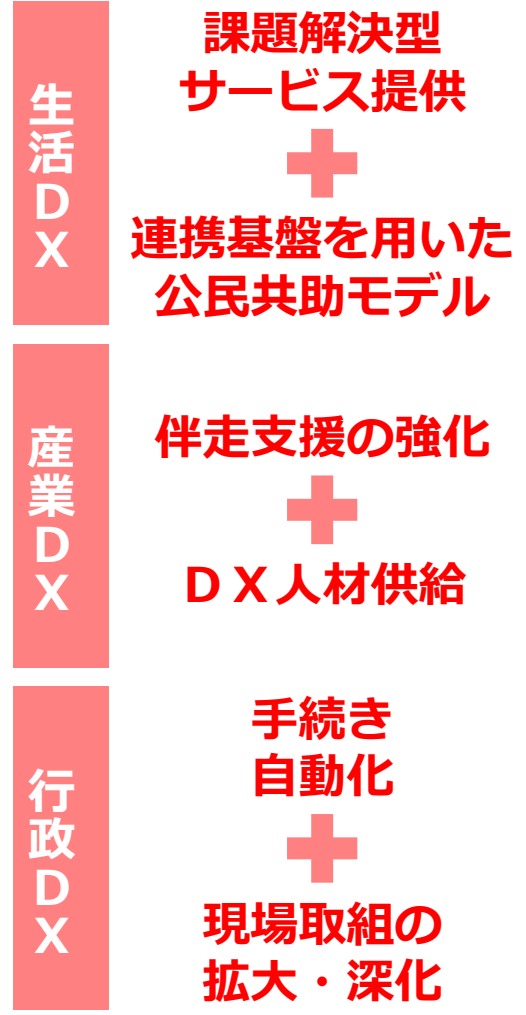 生活ＤＸ
課題解決型
サービス提供
連携基盤を用いた
公民共助モデル
産業ＤＸ
伴走支援の強化
ＤＸ人材供給
行政ＤＸ
手続き
自動化
現場取組の
拡大・深化